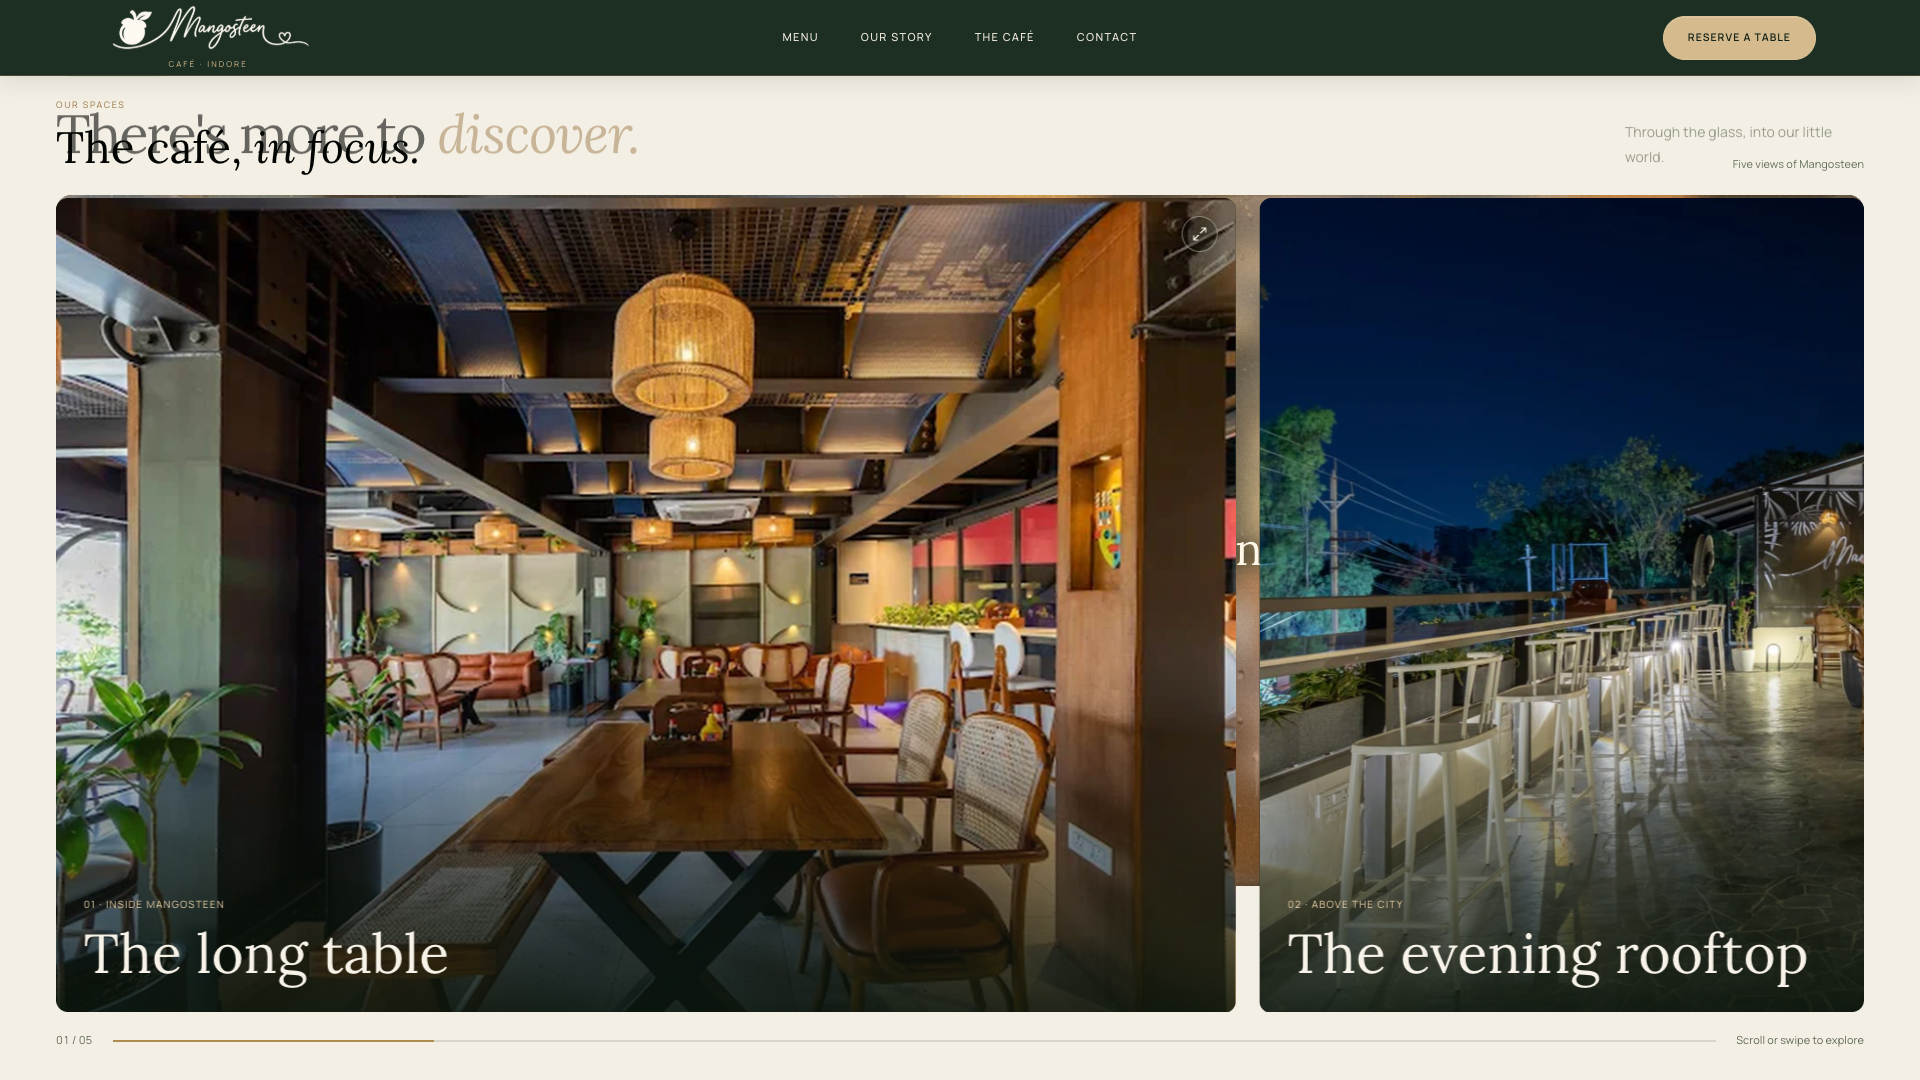 Mangosteen
CAFÉ · INDORE
MENU
OUR STORY
THE CAFÉ
CONTACT
RESERVE A TABLE
OUR SPACES
There's more to discover.
The café, in focus.
Through the glass, into our little
world.
Five views of Mangosteen
n
01 · INSIDE MANGOSTEEN
The long table
02 · ABOVE THE CITY
The evening rooftop
01 / 05
Scroll or swipe to explore